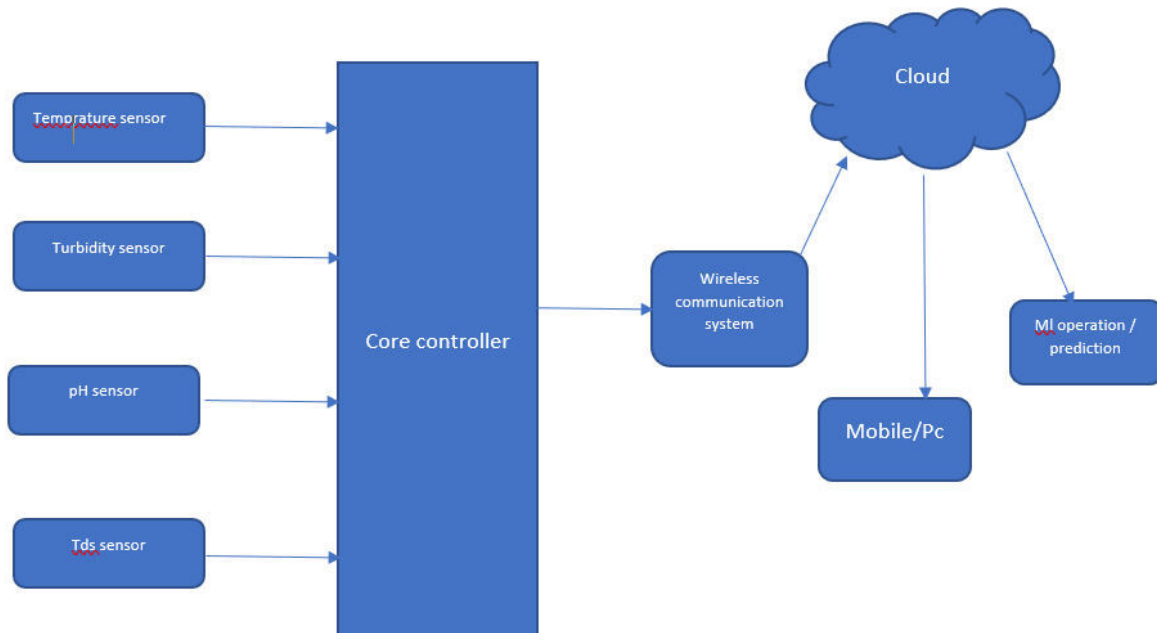 Temprature sensor
Turbidity sensor
pH sensor
Tds sensor
Core controller
Wireless
communication
system
Cloud
Mobile/Pc
Ml operation /
prediction